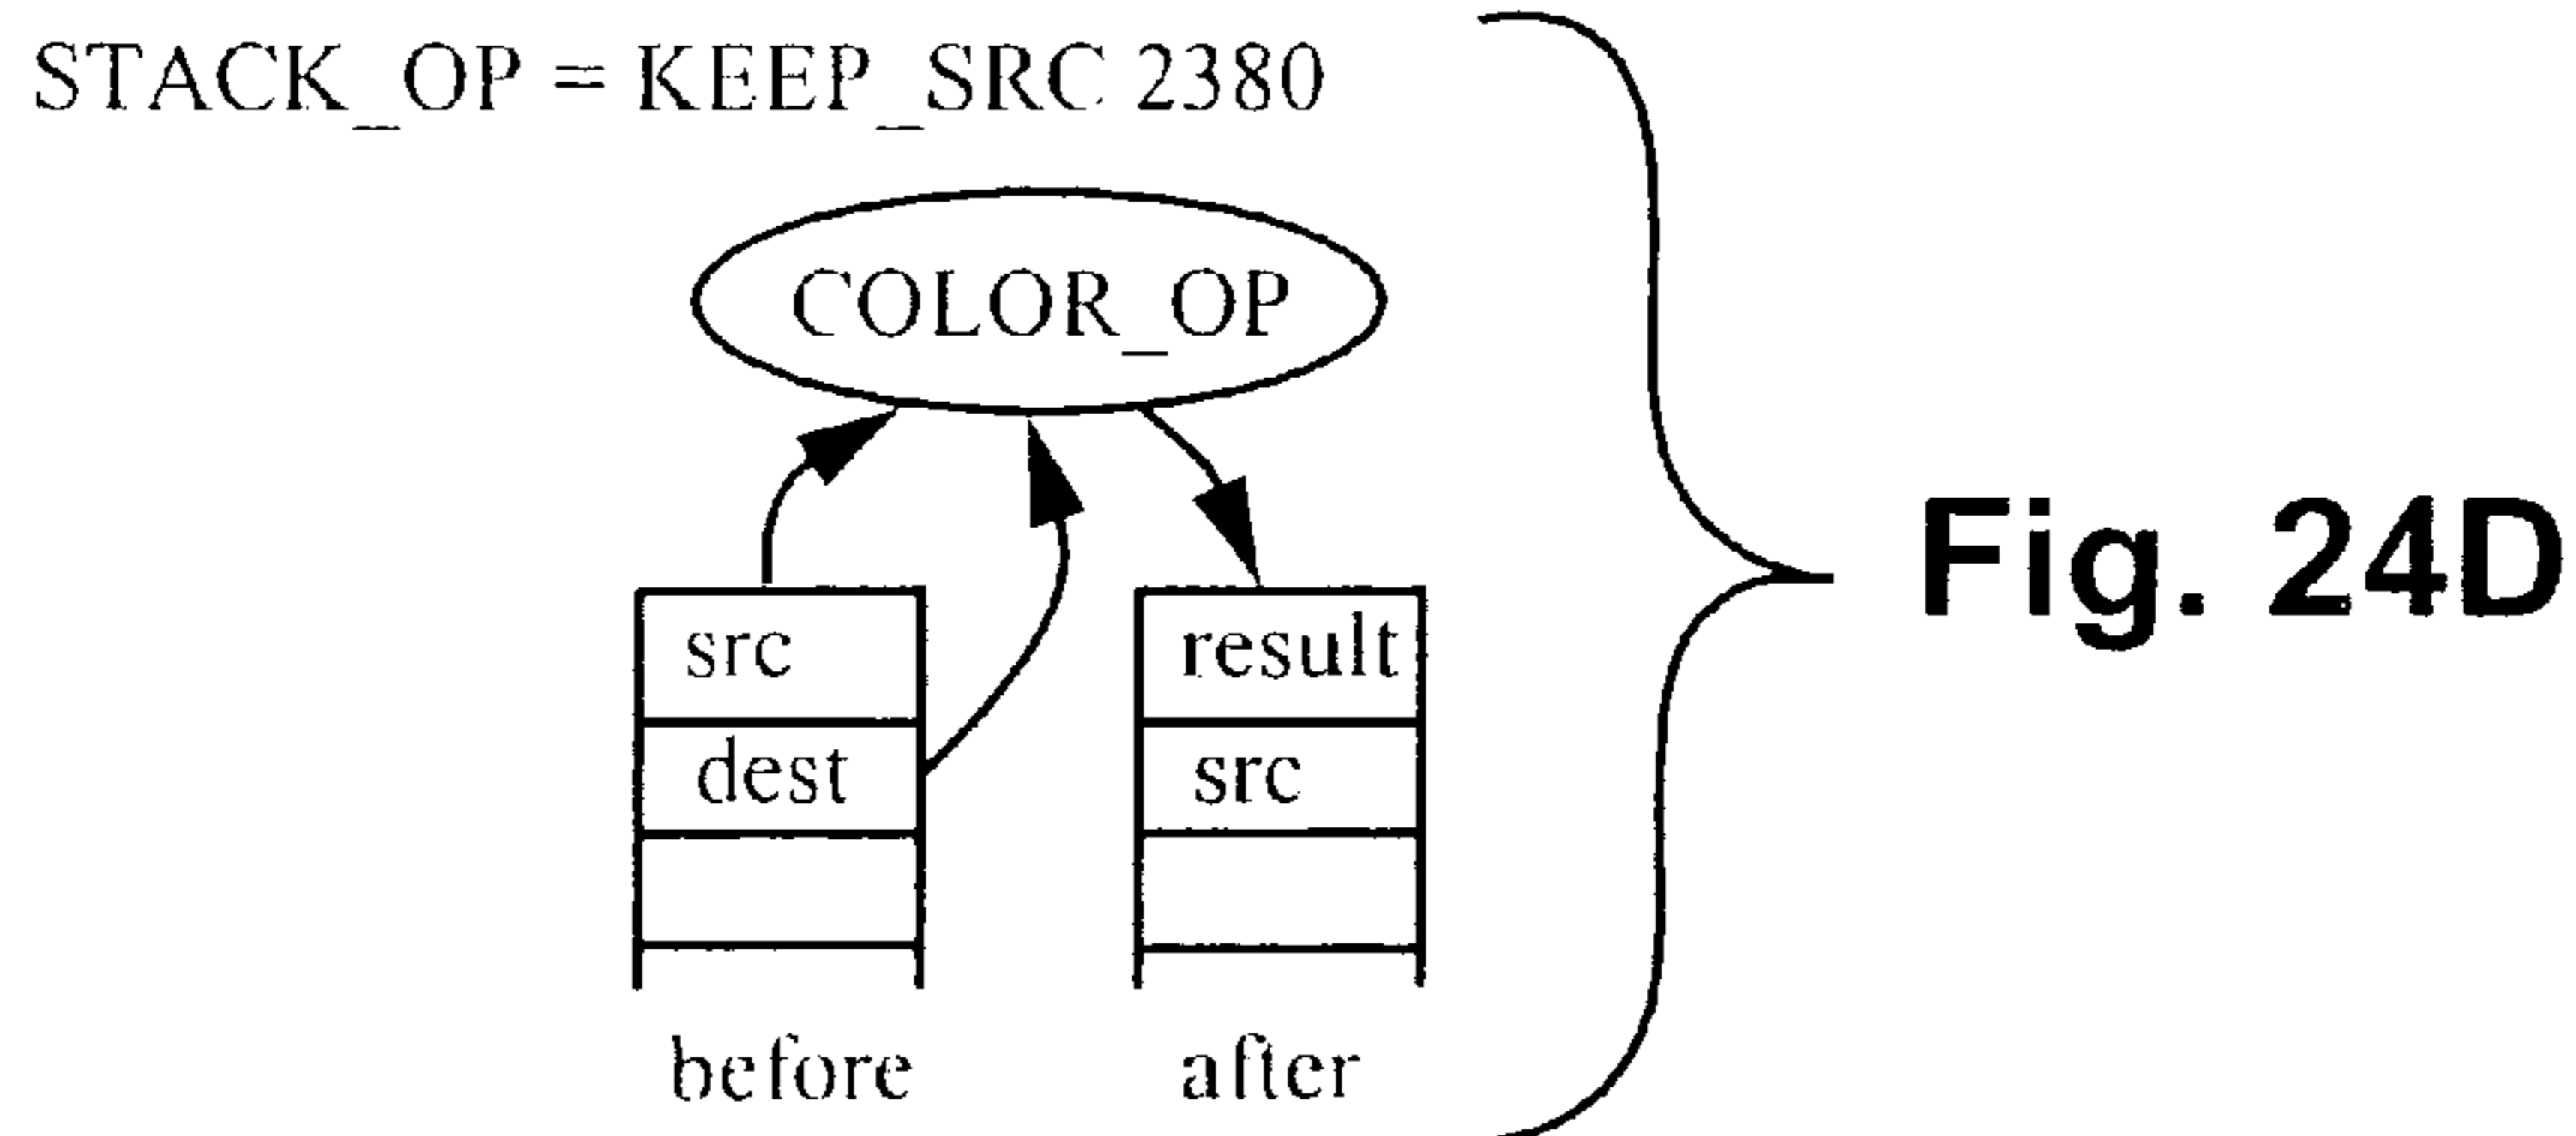 STACK_OP = KEEP_SRC 2380
COLOR_OP
src
dest
result
src
before
after
Fig. 24D